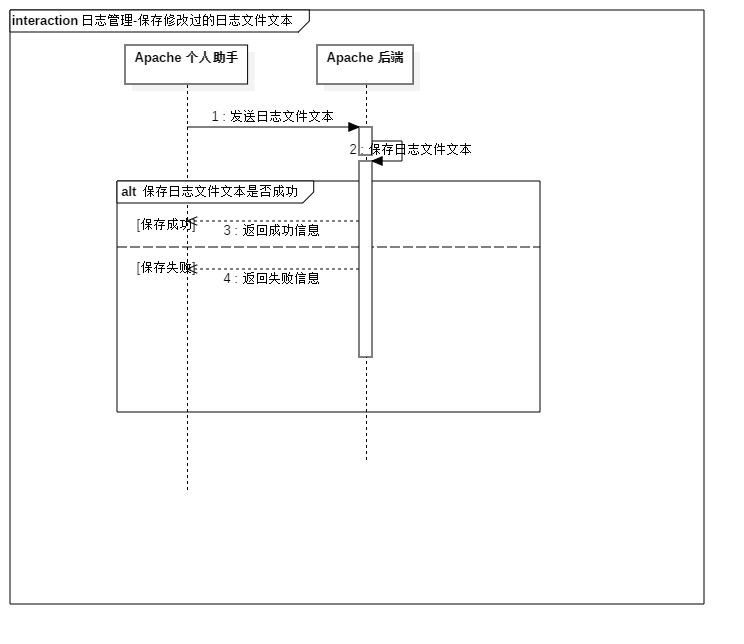 interaction 日志管理-保存修改过的日志文件文本
Apache 个人助手
Apache 后端
1 : 发送日志文件文本
2 : 保存日志文件文本
alt 保存日志文件文本是否成功
[保存成功]
3 : 返回成功信息
[保存失败]
4 : 返回失败信息